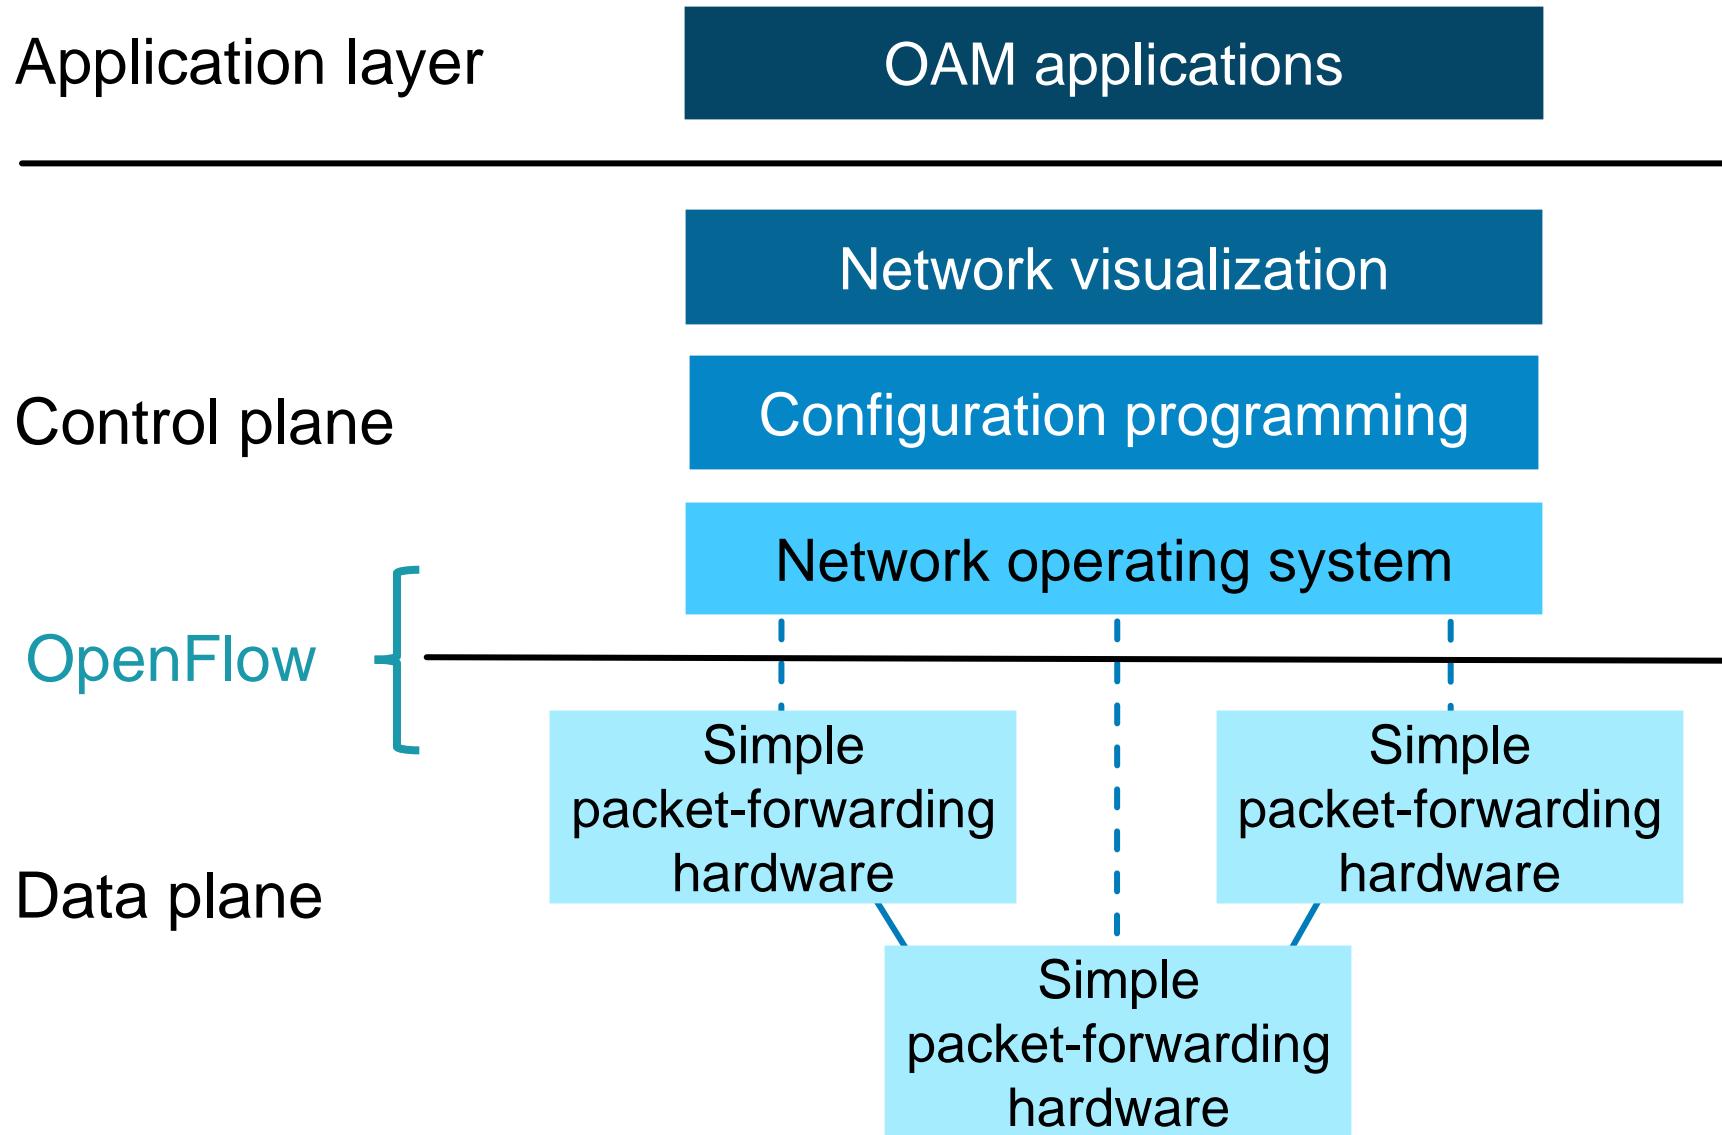 Application layer
OAM applications
Network visualization
Control plane
Configuration programming
Network operating system
OpenFlow
Simple
packet-forwarding
hardware
Simple
packet-forwarding
hardware
Data plane
Simple
packet-forwarding
hardware